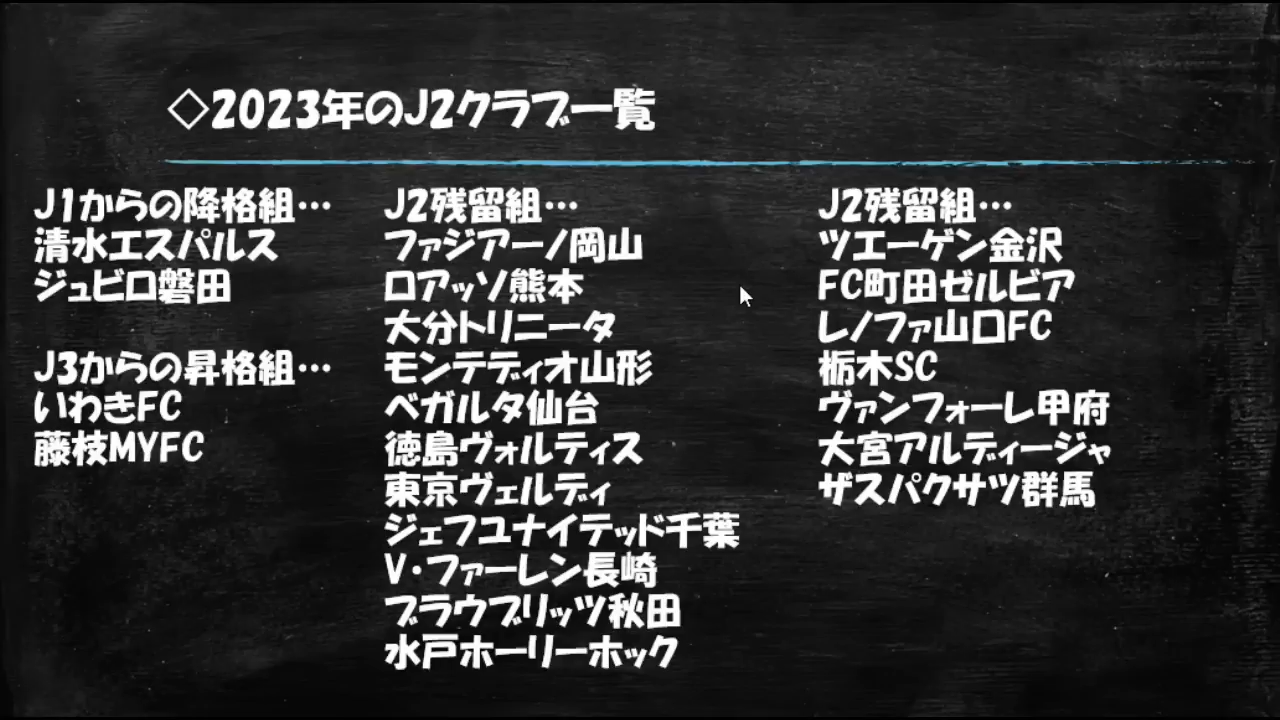 ◇2023年のJ2クラブ一覧
J1からの降格組…
清水エスパルス
ジュビロ磐田
J3からの昇格組…
いわきFC
藤枝MYFC
J2残留組…
ファジアーノ岡山
ロアッソ熊本
大分トリニータ
モンテディオ山形
ベガルタ仙台
徳島ヴォルティス
東京ヴェルディ
ジェフユナイテッド千葉
V・ファーレン長崎
ブラウブリッツ秋田
水戸ホーリーホック
J2残留組…
ツエーゲン金沢
FC町田ゼルビア
レノファ山口FC
栃木SC
ヴァンフォーレ甲府
大宮アルディージャ
ザスパクサツ群馬